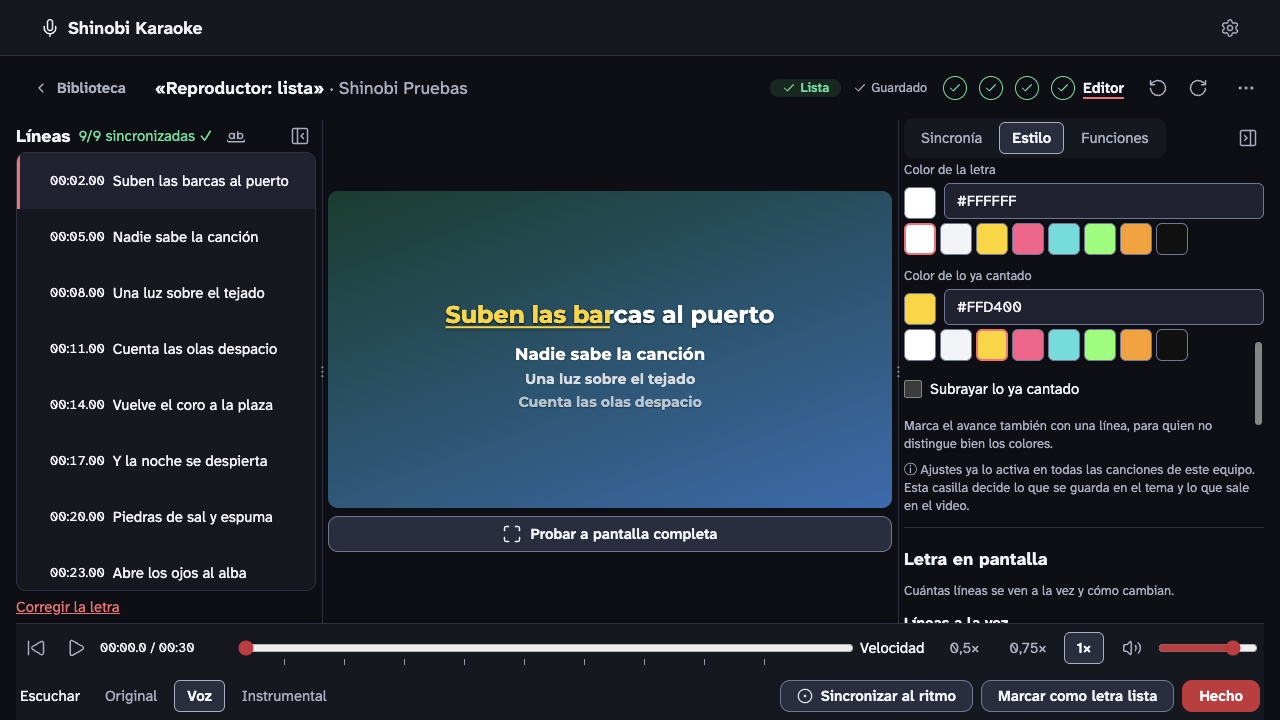 Shinobi Karaoke
Biblioteca
«Reproductor: lista» · Shinobi Pruebas
Lista
Guardado
Editor
Líneas
9/9 sincronizadas
ab
00:02.00 Suben las barcas al puerto
00:05.00 Nadie sabe la canción
00:08.00 Una luz sobre el tejado
00:11.00 Cuenta las olas despacio
00:14.00 Vuelve el coro a la plaza
00:17.00 Y la noche se despierta
00:20.00 Piedras de sal y espuma
00:23.00 Abre los ojos al alba
Corregir la letra
Suben las barcas al puerto
Nadie sabe la canción
Una luz sobre el tejado
Cuenta las olas despacio
Probar a pantalla completa
Sincronía
Estilo
Funciones
Color de la letra
#FFFFFF
Color de lo ya cantado
#FFD400
Subrayar lo ya cantado
Marca el avance también con una línea, para quien no
distingue bien los colores.
Ajustes ya lo activa en todas las canciones de este equipo.
Esta casilla decide lo que se guarda en el tema y lo que sale
en el video.
Letra en pantalla
Cuántas líneas se ven a la vez y cómo cambian.
Líneas a la vez
00:00.0 / 00:30
Velocidad
0,5x
0,75x
1x
Escuchar
Original
Voz
Instrumental
Sincronizar al ritmo
Marcar como letra lista
Hecho